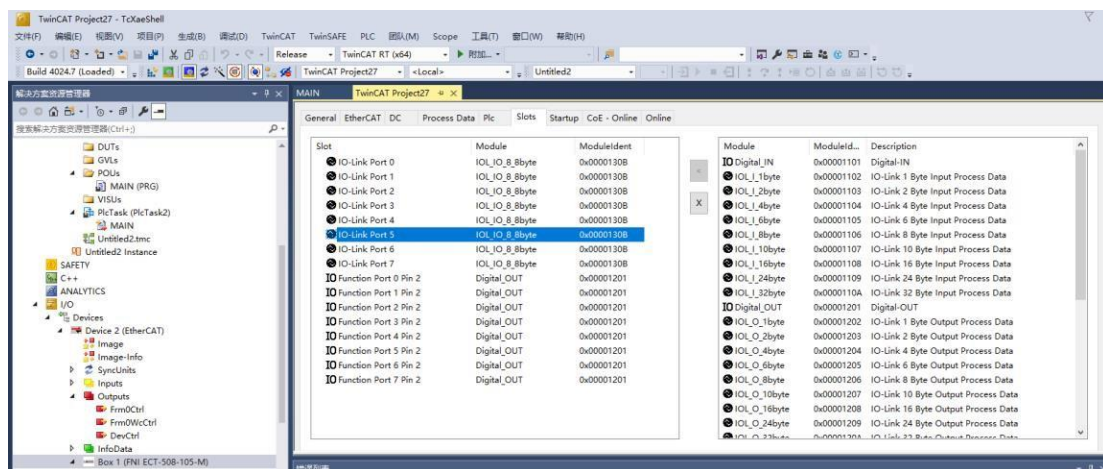 TwinCAT Project27 - TcXaeShell
文件(F) 编辑(E) 视图(V) 项目(P) 生成(B) 调试(D) TwinCAT TwinSAFE PLC 团队(M) Scope 工具(T) 窗口(W) 帮助(H)
Release TwinCAT RT (x64) 附加...
Build 4024.7 (Loaded) TwinCAT Project27 <Local> Untitled2
解决方案资源管理器
搜索解决方案资源管理器(Ctrl+;)
DUTs
GVLs
POUs
MAIN (PRG)
VISUs
PlcTask (PlcTask2)
MAIN
Untitled2.tmc
Untitled2 Instance
SAFETY
C++
ANALYTICS
I/O
Devices
Device 2 (EtherCAT)
Image
Image-Info
SyncUnits
Inputs
Outputs
Frm0Ctrl
Frm0WcCtrl
DevCtrl
InfoData
Box 1 (FNI ECT-508-105-M)
MAIN TwinCAT Project27
General EtherCAT DC Process Data Plc Slots Startup CoE - Online Online
Slot Module ModuleIdent
IO-Link Port 0 IOL_IO_8_8byte 0x0000130B
IO-Link Port 1 IOL_IO_8_8byte 0x0000130B
IO-Link Port 2 IOL_IO_8_8byte 0x0000130B
IO-Link Port 3 IOL_IO_8_8byte 0x0000130B
IO-Link Port 4 IOL_IO_8_8byte 0x0000130B
IO-Link Port 5 IOL_IO_8_8byte 0x0000130B
IO-Link Port 6 IOL_IO_8_8byte 0x0000130B
IO-Link Port 7 IOL_IO_8_8byte 0x0000130B
IO Function Port 0 Pin 2 Digital_OUT 0x00001201
IO Function Port 1 Pin 2 Digital_OUT 0x00001201
IO Function Port 2 Pin 2 Digital_OUT 0x00001201
IO Function Port 3 Pin 2 Digital_OUT 0x00001201
IO Function Port 4 Pin 2 Digital_OUT 0x00001201
IO Function Port 5 Pin 2 Digital_OUT 0x00001201
IO Function Port 6 Pin 2 Digital_OUT 0x00001201
IO Function Port 7 Pin 2 Digital_OUT 0x00001201
<
X
Module ModuleId... Description
IO Digital_IN 0x00001101 Digital-IN
IOL_I_1byte 0x00001102 IO-Link 1 Byte Input Process Data
IOL_I_2byte 0x00001103 IO-Link 2 Byte Input Process Data
IOL_I_4byte 0x00001104 IO-Link 4 Byte Input Process Data
IOL_I_6byte 0x00001105 IO-Link 6 Byte Input Process Data
IOL_I_8byte 0x00001106 IO-Link 8 Byte Input Process Data
IOL_I_10byte 0x00001107 IO-Link 10 Byte Input Process Data
IOL_I_16byte 0x00001108 IO-Link 16 Byte Input Process Data
IOL_I_24byte 0x00001109 IO-Link 24 Byte Input Process Data
IOL_I_32byte 0x0000110A IO-Link 32 Byte Input Process Data
IO Digital_OUT 0x00001201 Digital-OUT
IOL_O_1byte 0x00001202 IO-Link 1 Byte Output Process Data
IOL_O_2byte 0x00001203 IO-Link 2 Byte Output Process Data
IOL_O_4byte 0x00001204 IO-Link 4 Byte Output Process Data
IOL_O_6byte 0x00001205 IO-Link 6 Byte Output Process Data
IOL_O_8byte 0x00001206 IO-Link 8 Byte Output Process Data
IOL_O_10byte 0x00001207 IO-Link 10 Byte Output Process Data
IOL_O_16byte 0x00001208 IO-Link 16 Byte Output Process Data
IOL_O_24byte 0x00001209 IO-Link 24 Byte Output Process Data
IOL_O_32byte 0x0000120A IO-Link 32 Byte Output Process Data